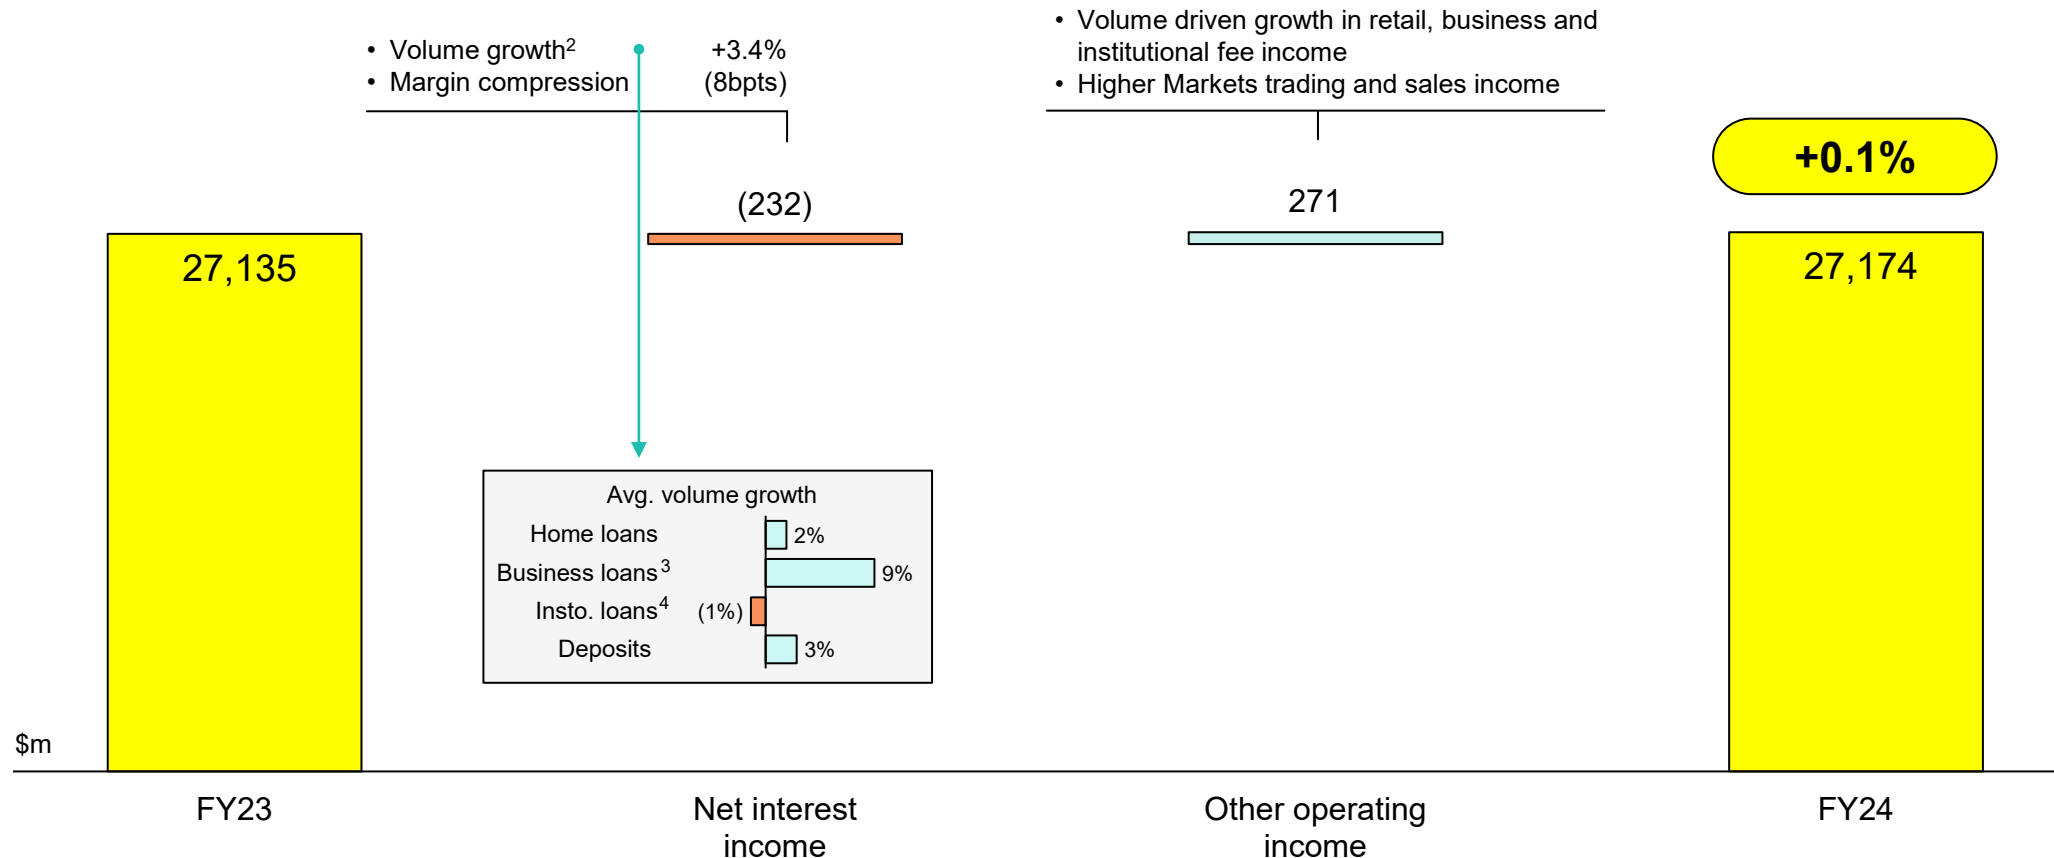 • Volume growth2 +3.4%
• Margin compression (8bpts)
• Volume driven growth in retail, business and
institutional fee income
• Higher Markets trading and sales income
+0.1%
(232)
271
27,135
27,174
Avg. volume growth
Home loans 2%
Business loans3 9%
Insto. loans4 (1%)
Deposits 3%
$m
FY23
Net interest
income
Other operating
income
FY24